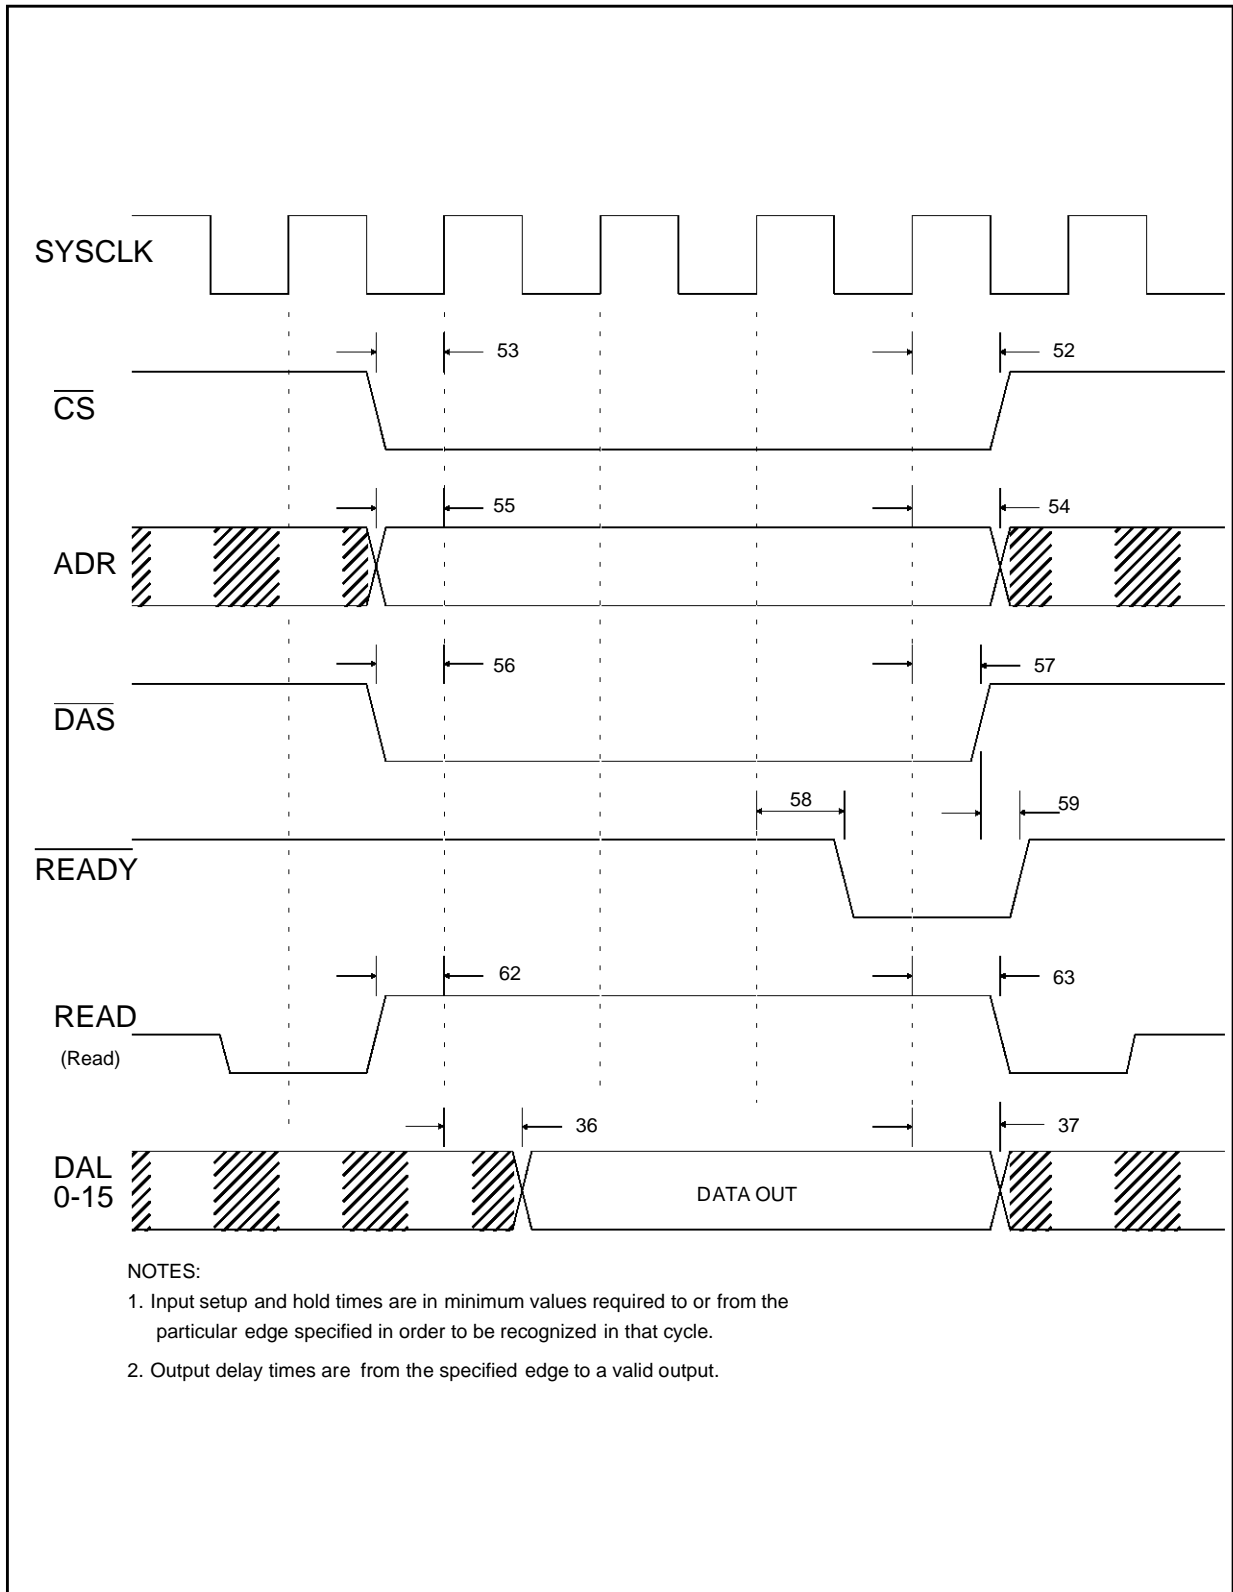 SYSCLK
53
52
CS
55
54
ADR
56
57
DAS
58
59
READY
62
63
READ
(Read)
36
37
DAL
0-15
DATA OUT
NOTES:
1. Input setup and hold times are in minimum values required to or from the
particular edge specified in order to be recognized in that cycle.
2. Output delay times are from the specified edge to a valid output.